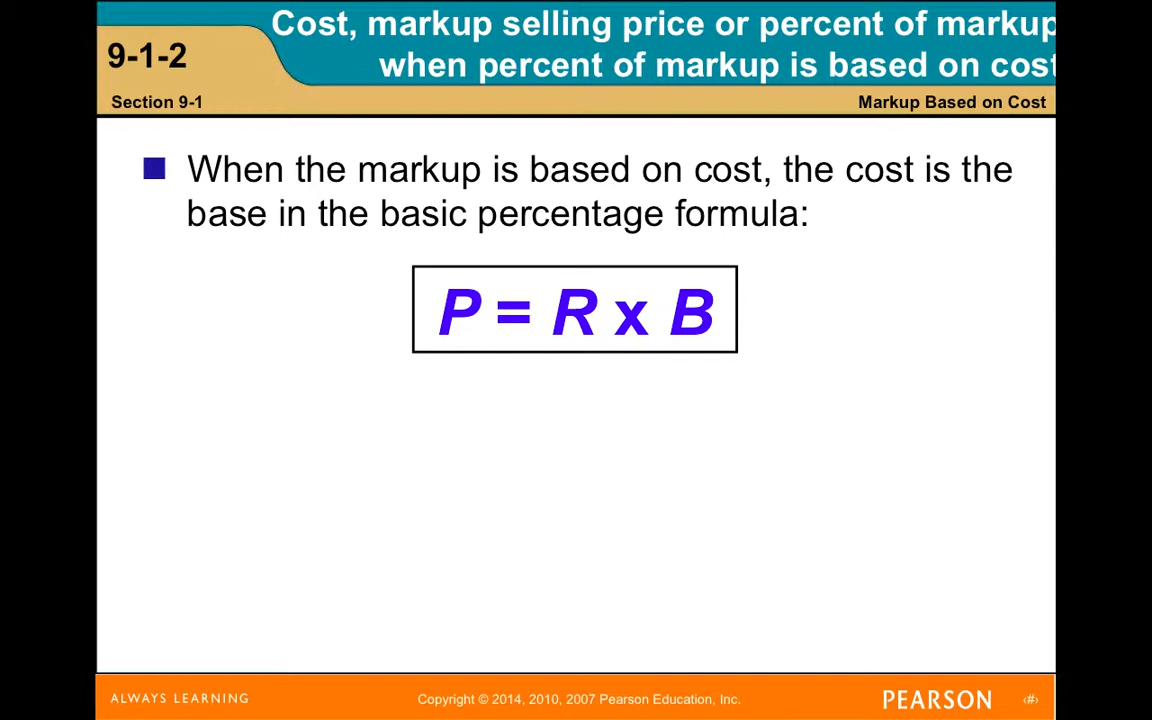 Cost, markup selling price or percent of markup
9-1-2
when percent of markup is based on cost
Section 9-1
Markup Based on Cost
When the markup is based on cost, the cost is the
base in the basic percentage formula:
P = R x B
ALWAYS LEARNING
Copyright © 2014, 2010, 2007 Pearson Education, Inc.
PEARSON
‹#›